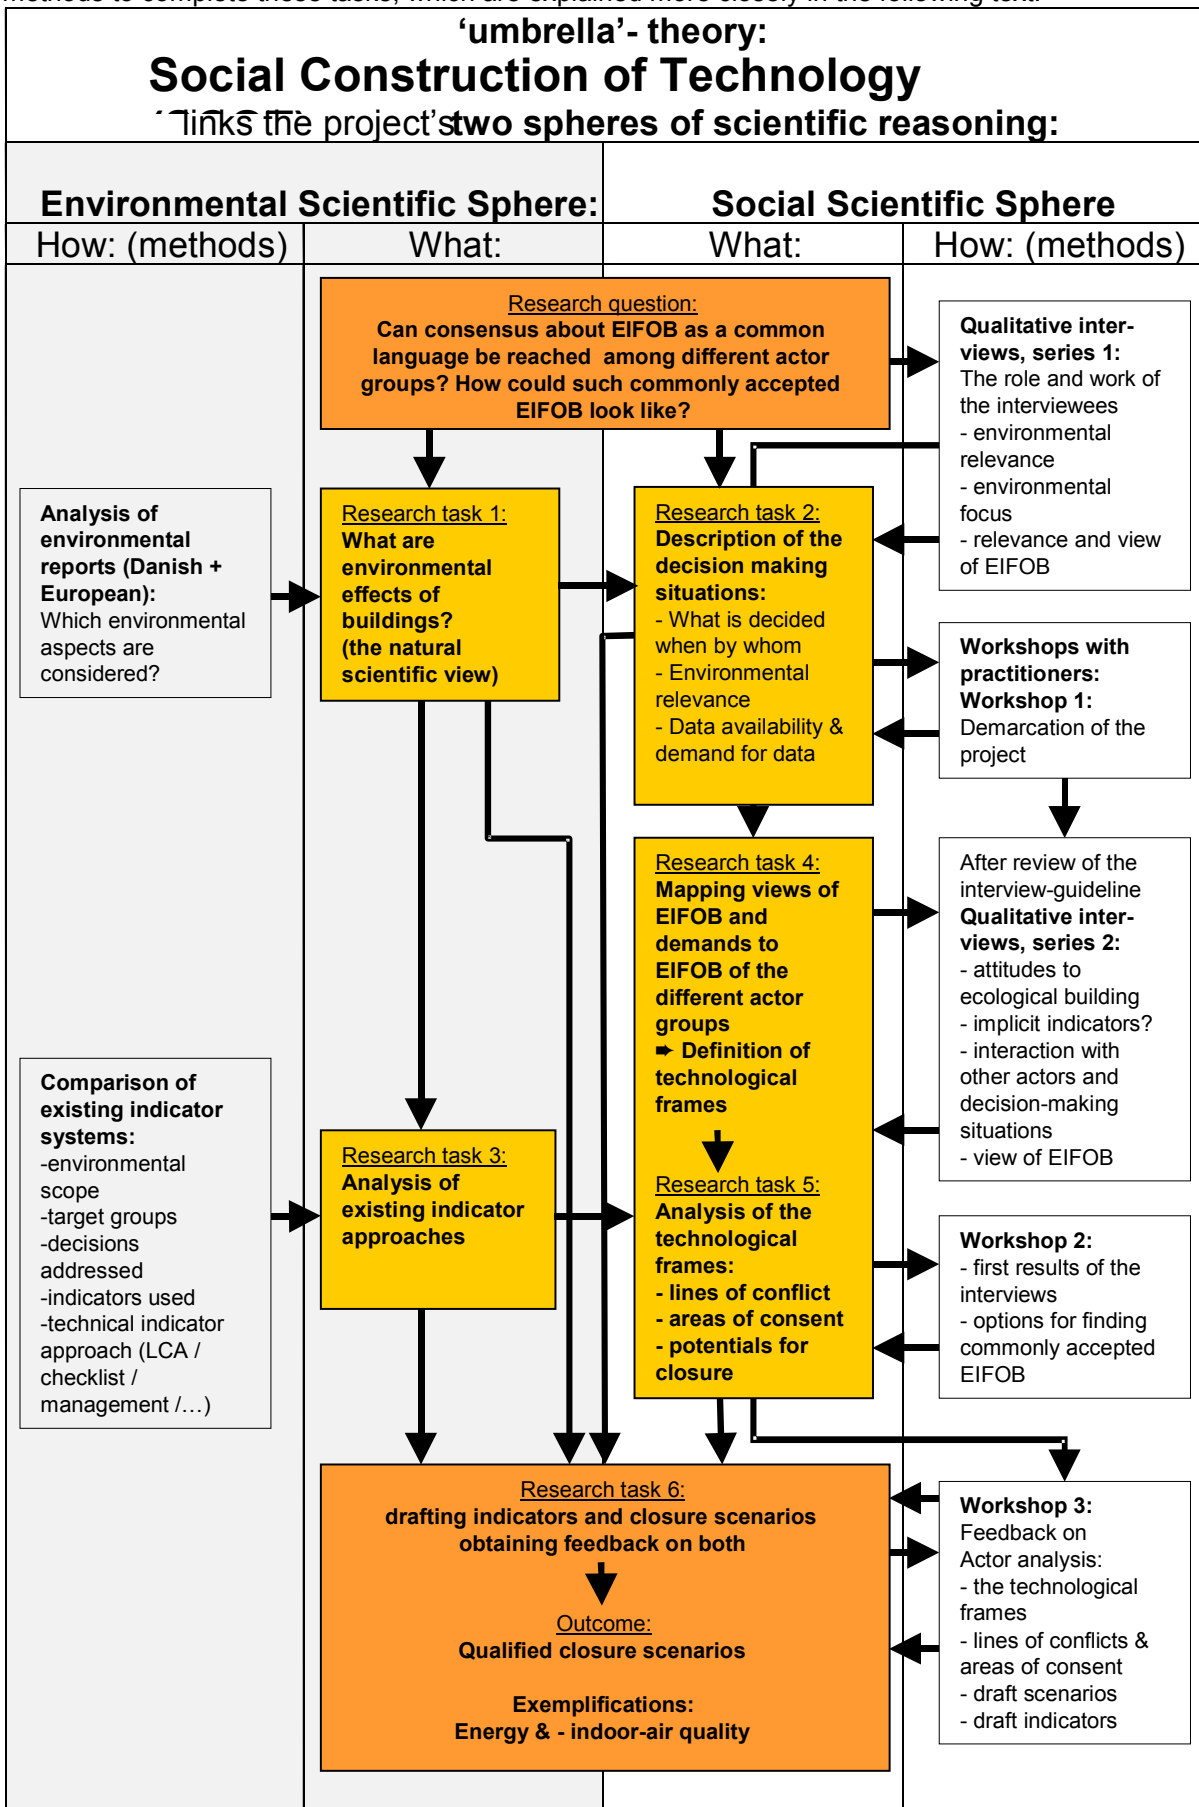 methods to complete these tasks, which are explained more closely in the following text.
‘umbrella’- theory:
Social Construction of Technology
links the project's two spheres of scientific reasoning:
Environmental Scientific Sphere:
Social Scientific Sphere
How: (methods)
What:
What:
How: (methods)
Research question:
Can consensus about EIFOB as a common
language be reached among different actor
groups? How could such commonly accepted
EIFOB look like?
Qualitative inter-
views, series 1:
The role and work of
the interviewees
- environmental
relevance
- environmental
focus
- relevance and view
of EIFOB
Analysis of
environmental
reports (Danish +
European):
Which environmental
aspects are
considered?
Research task 1:
What are
environmental
effects of
buildings?
(the natural
scientific view)
Research task 2:
Description of the
decision making
situations:
- What is decided
when by whom
- Environmental
relevance
- Data availability &
demand for data
Workshops with
practitioners:
Workshop 1:
Demarcation of the
project
Research task 4:
Mapping views of
EIFOB and
demands to
EIFOB of the
different actor
groups
➨ Definition of
technological
frames
After review of the
interview-guideline
Qualitative inter-
views, series 2:
- attitudes to
ecological building
- implicit indicators?
- interaction with
other actors and
decision-making
situations
- view of EIFOB
Comparison of
existing indicator
systems:
-environmental
scope
-target groups
-decisions
addressed
-indicators used
-technical indicator
approach (LCA /
checklist /
management /…)
Research task 3:
Analysis of
existing indicator
approaches
Research task 5:
Analysis of the
technological
frames:
- lines of conflict
- areas of consent
- potentials for
closure
Workshop 2:
- first results of the
interviews
- options for finding
commonly accepted
EIFOB
Research task 6:
drafting indicators and closure scenarios
obtaining feedback on both
Outcome:
Qualified closure scenarios
Exemplifications:
Energy & - indoor-air quality
Workshop 3:
Feedback on
Actor analysis:
- the technological
frames
- lines of conflicts &
areas of consent
- draft scenarios
- draft indicators